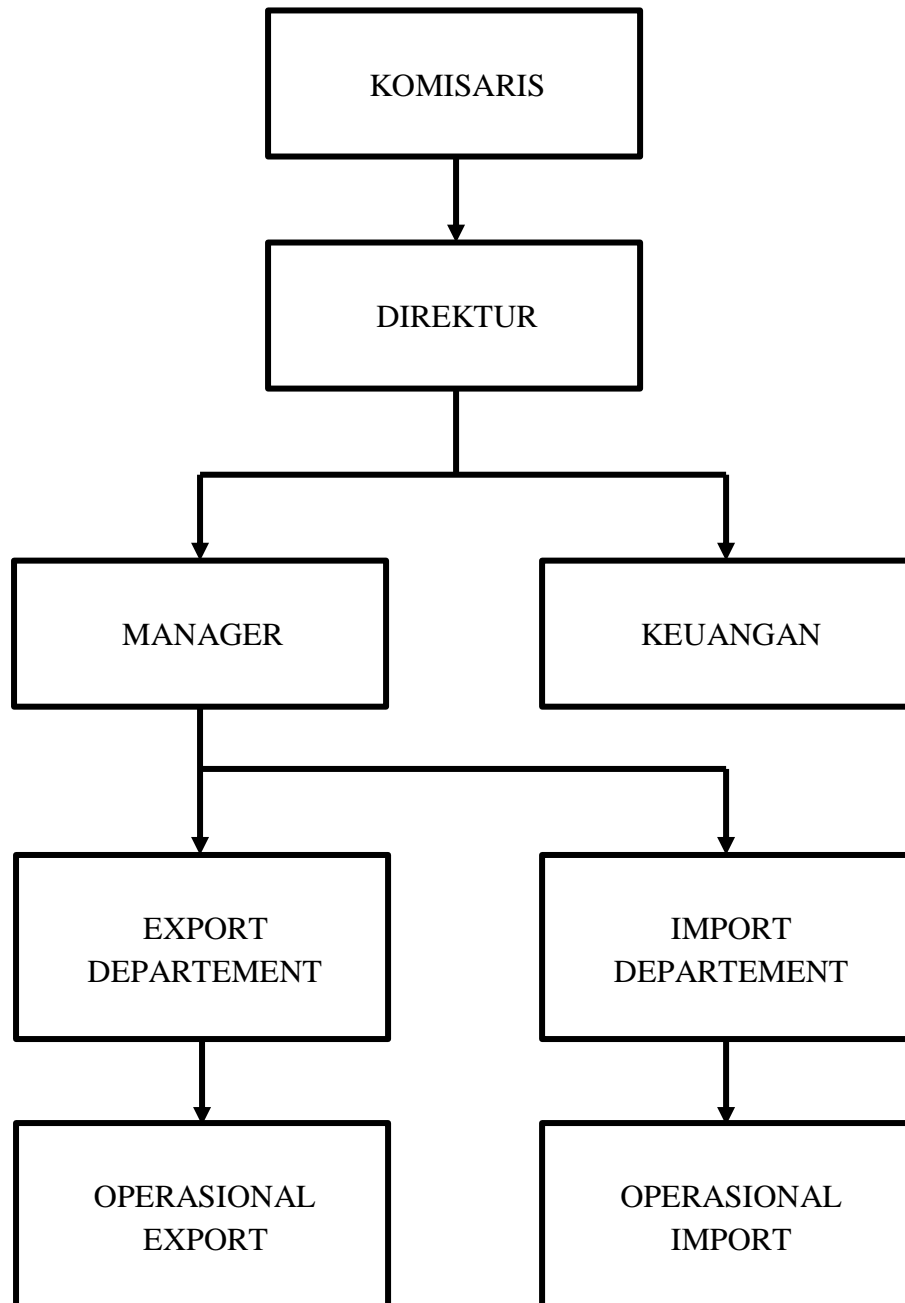 KOMISARIS
DIREKTUR
MANAGER
KEUANGAN
EXPORT
DEPARTEMENT
IMPORT
DEPARTEMENT
OPERASIONAL
EXPORT
OPERASIONAL
IMPORT